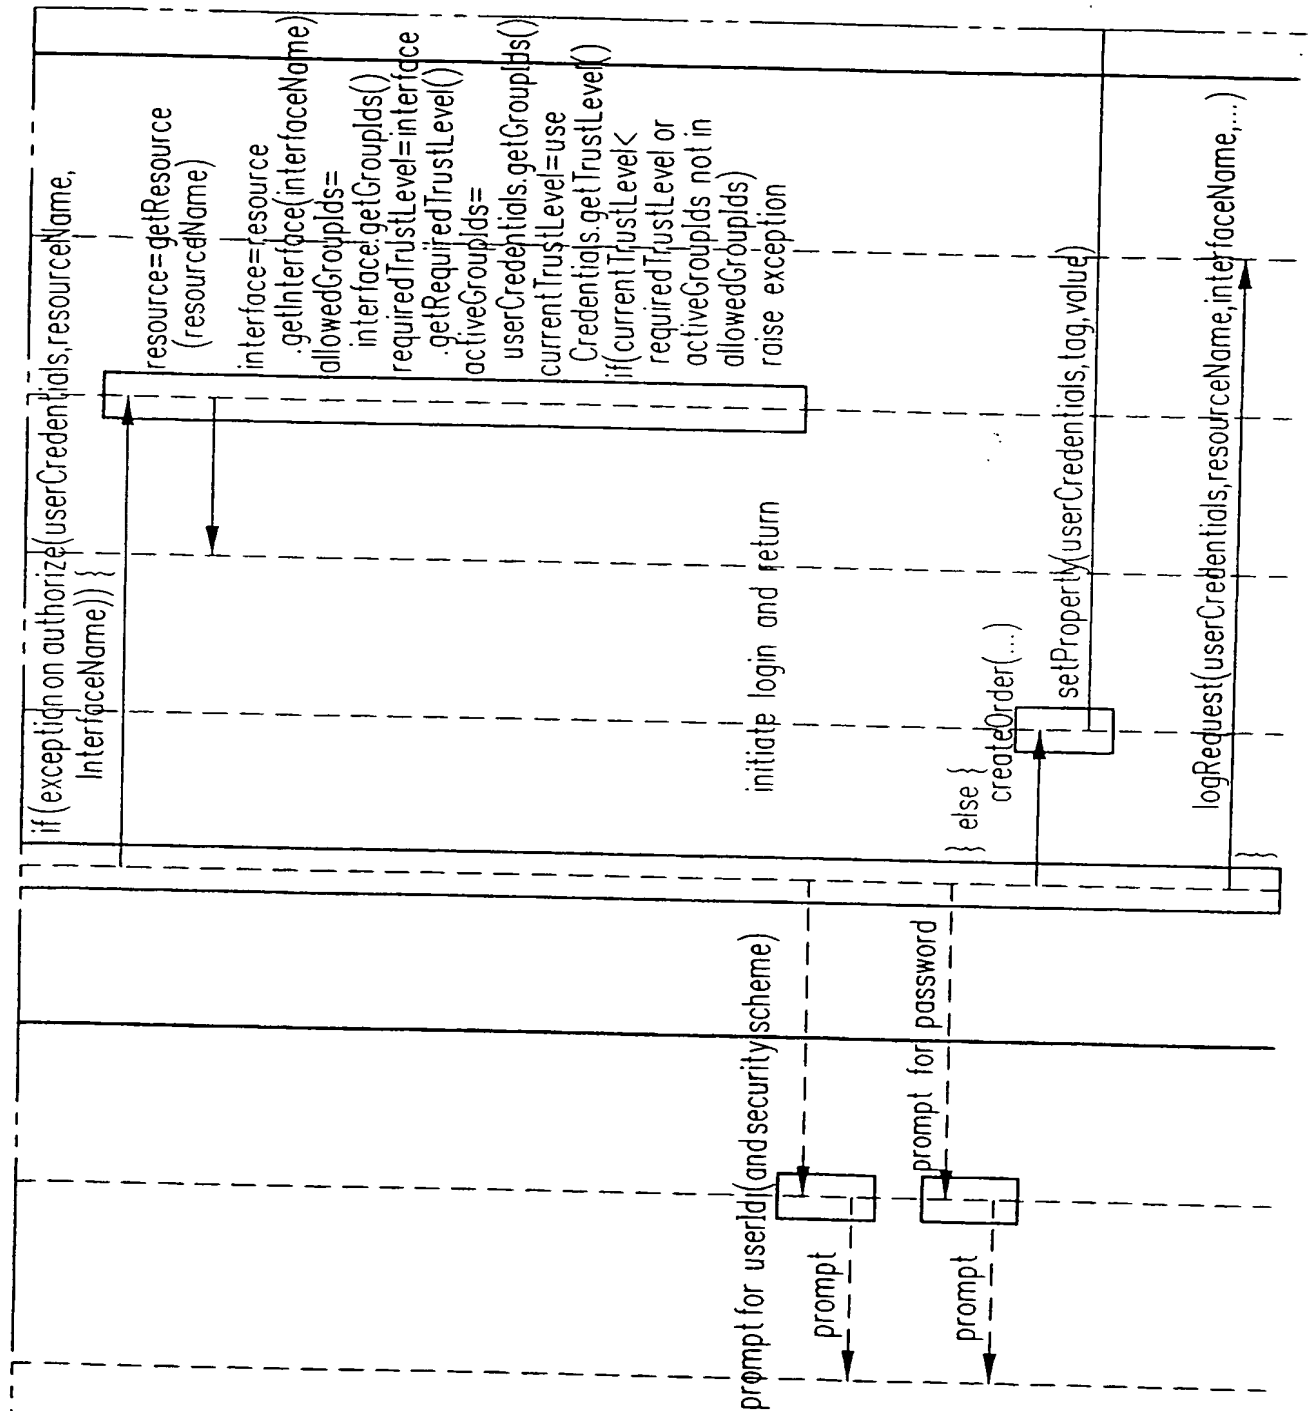 if(exception on authorize(userCredentials,resourceName,
InterfaceName)) {
resource=getResource
(resourcedName)
interface=resource
.getInterface(interfaceName)
allowedGroupIds=
interface.getGroupIds()
requiredTrustLevel=interface
.getRequiredTrustLevel()
activeGroupIds=
userCredentials.getGroupIds()
currentTrustLevel=use
Credentials.getTrustLevel()
if(currentTrustLevel<
requiredTrustLevel or
activeGroupIds not in
allowedGroupIds)
raise exception
initiate login and return
prompt for userId (and security scheme)
prompt
prompt for password
prompt
} else {
createOrder(...)
setProperty(userCredentials,tag,value)
logRequest(userCredentials,resourceName,interfaceName,...)
}